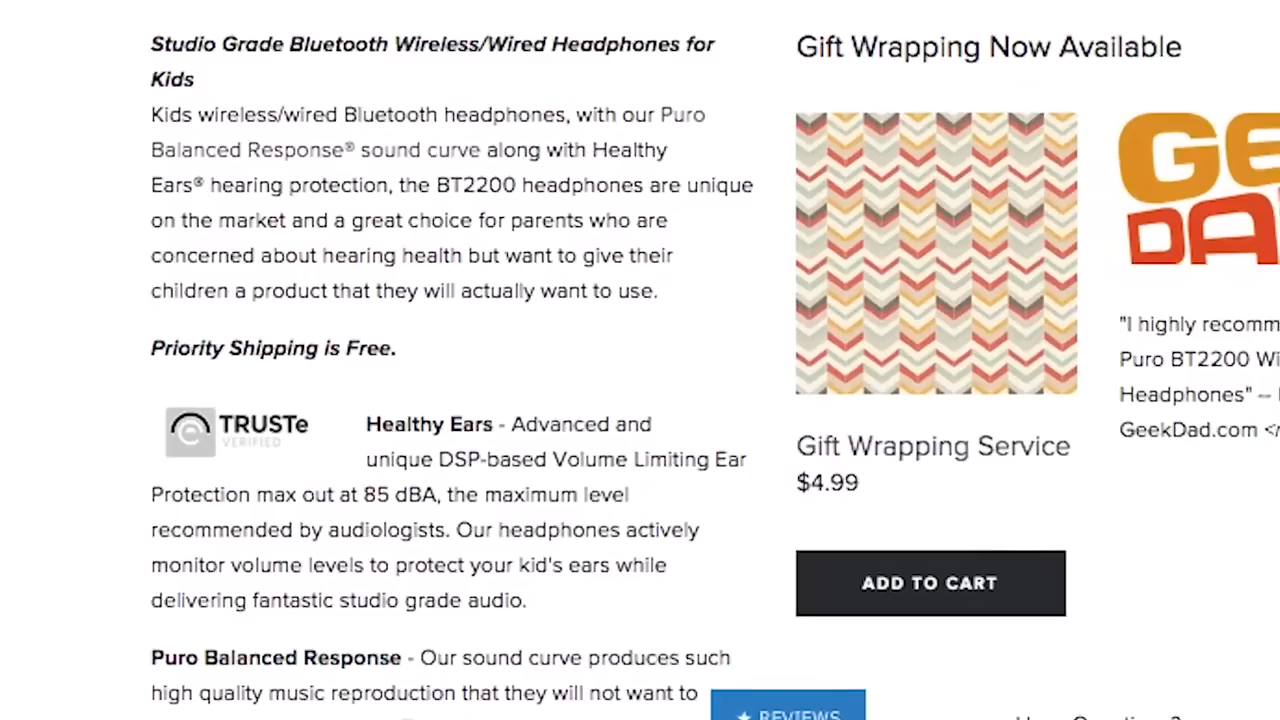 Studio Grade Bluetooth Wireless/Wired Headphones for
Kids
Kids wireless/wired Bluetooth headphones, with our Puro
Balanced Response® sound curve along with Healthy
Ears® hearing protection, the BT2200 headphones are unique
on the market and a great choice for parents who are
concerned about hearing health but want to give their
children a product that they will actually want to use.
Priority Shipping is Free.
TRUSTe
VERIFIED
Healthy Ears - Advanced and
unique DSP-based Volume Limiting Ear
Protection max out at 85 dBA, the maximum level
recommended by audiologists. Our headphones actively
monitor volume levels to protect your kid's ears while
delivering fantastic studio grade audio.
Puro Balanced Response - Our sound curve produces such
high quality music reproduction that they will not want to
Gift Wrapping Now Available
Gift Wrapping Service
$4.99
ADD TO CART
★ REVIEWS
GE
DA
"I highly recomm
Puro BT2200 Wi
Headphones" --
GeekDad.com